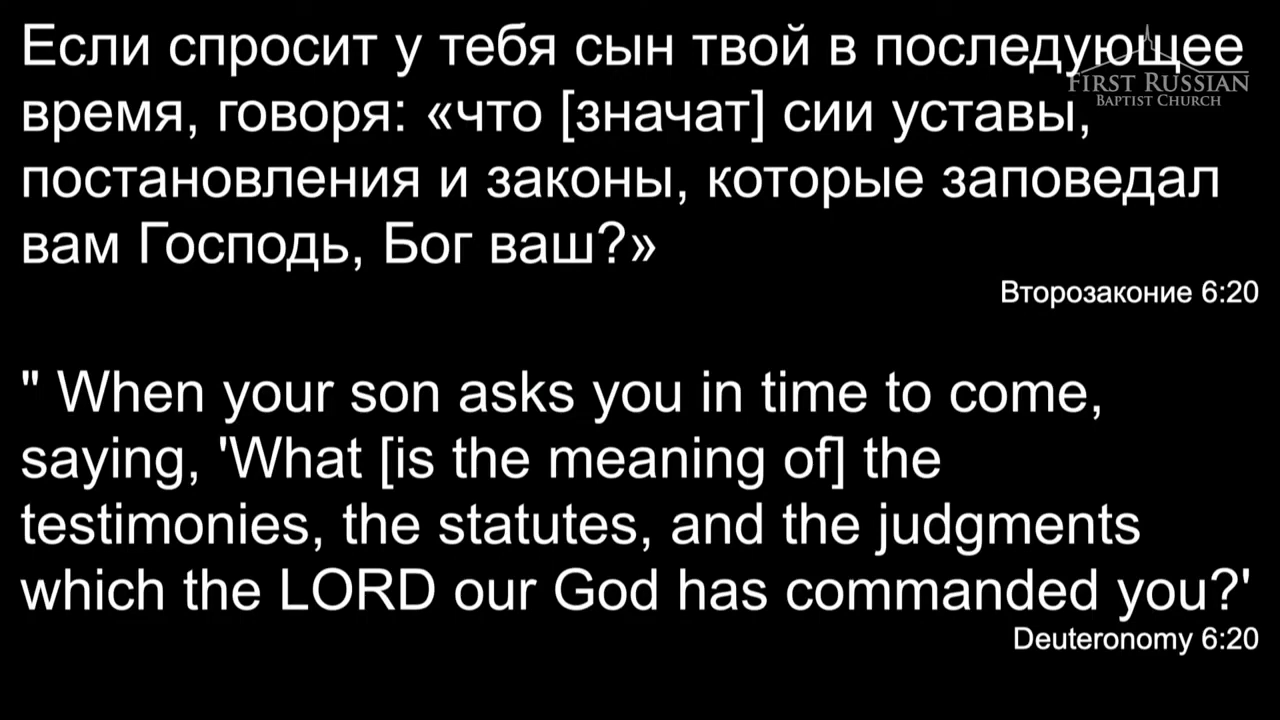 Если спросит у тебя сын твой в последующее
FIRST RUSSIAN
BAPTIST CHURCH
время, говоря: «что [значат] сии уставы,
постановления и законы, которые заповедал
вам Господь, Бог ваш?»
Второзаконие 6:20
" When your son asks you in time to come,
saying, 'What [is the meaning of] the
testimonies, the statutes, and the judgments
which the LORD our God has commanded you?'
Deuteronomy 6:20